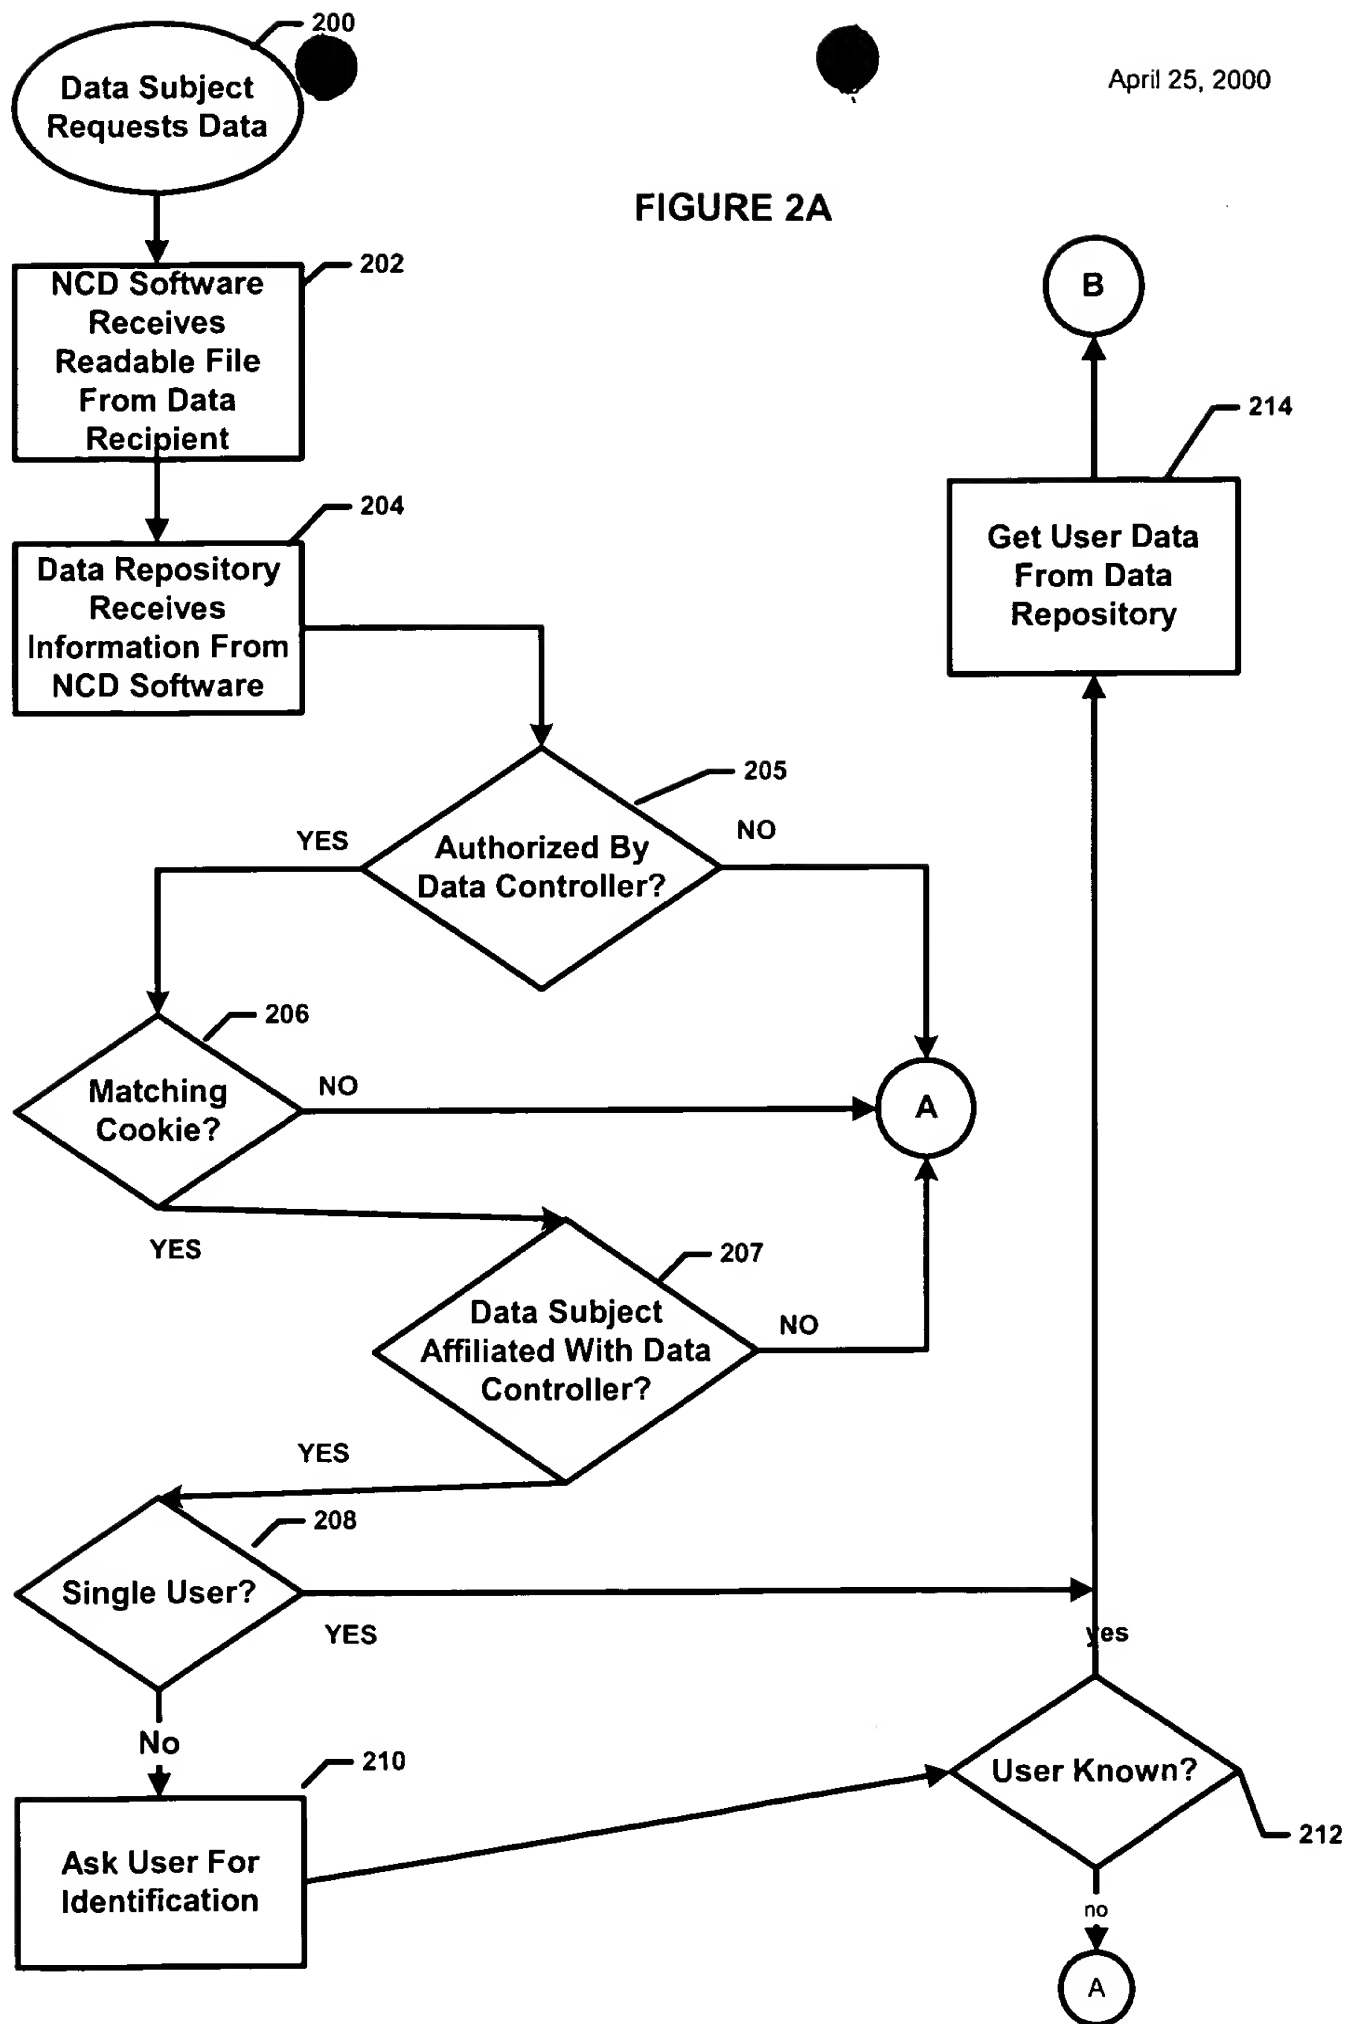 200
Data Subject
Requests Data
April 25, 2000
FIGURE 2A
202
NCD Software
Receives
Readable File
From Data
Recipient
B
214
204
Data Repository
Receives
Information From
NCD Software
Get User Data
From Data
Repository
205
YES
NO
Authorized By
Data Controller?
206
Matching
Cookie?
NO
A
YES
207
Data Subject
Affiliated With Data
Controller?
NO
YES
208
Single User?
YES
yes
No
210
User Known?
212
Ask User For
Identification
no
A